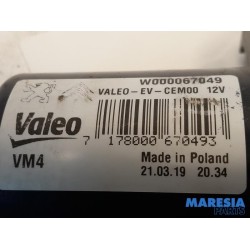 W000067049
VALEO-EV-CEM00 12V
Valeo
7 178000 670493
VM4
Made in Poland
21.03.19 20.34
MARESIA
PARTS